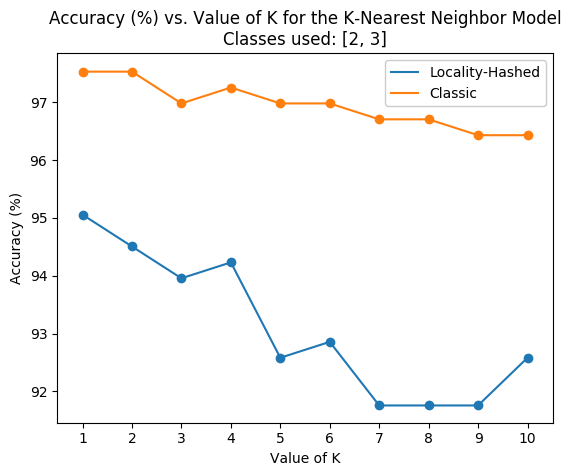 Accuracy (%) vs. Value of K for the K-Nearest Neighbor Model
Classes used: [2, 3]
Locality-Hashed
Classic
Accuracy (%)
97
96
95
94
93
92
1 2 3 4 5 6 7 8 9 10
Value of K